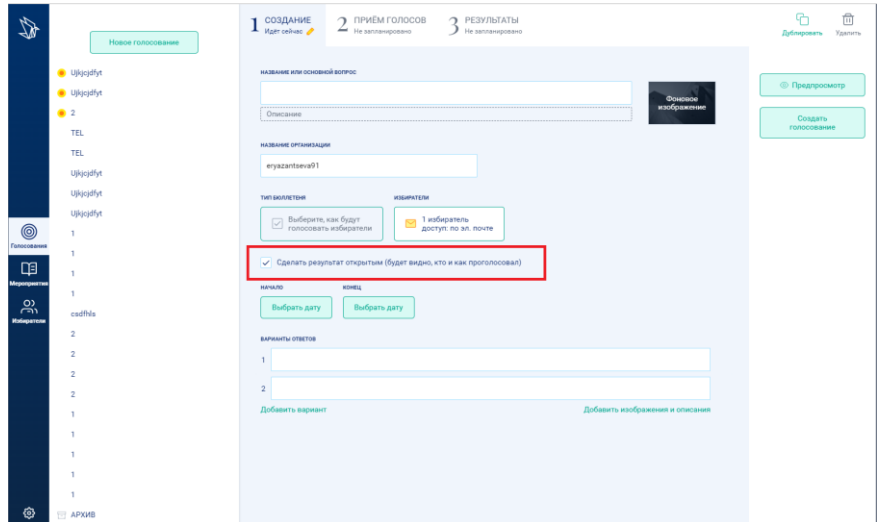 Новое голосование
Ujkjcjdfyt
Ujkjcjdfyt
2
TEL
TEL
Ujkjcjdfyt
Ujkjcjdfyt
Ujkjcjdfyt
1
1
1
1
csdfhls
2
2
2
2
1
1
1
1
1
АРХИВ
Голосования
Мероприятия
Избиратели
1 СОЗДАНИЕ
Идёт сейчас
2 ПРИЁМ ГОЛОСОВ
Не запланировано
3 РЕЗУЛЬТАТЫ
Не запланировано
НАЗВАНИЕ ИЛИ ОСНОВНОЙ ВОПРОС
Описание
Фоновое
изображение
НАЗВАНИЕ ОРГАНИЗАЦИИ
eryazantseva91
ТИП БЮЛЛЕТЕНЯ
ИЗБИРАТЕЛИ
Выберите, как будут
голосовать избиратели
1 избиратель
доступ: по эл. почте
Сделать результат открытым (будет видно, кто и как проголосовал)
НАЧАЛО
КОНЕЦ
Выбрать дату
Выбрать дату
ВАРИАНТЫ ОТВЕТОВ
1
2
Добавить вариант
Добавить изображения и описания
Дублировать
Удалить
Предпросмотр
Создать
голосование